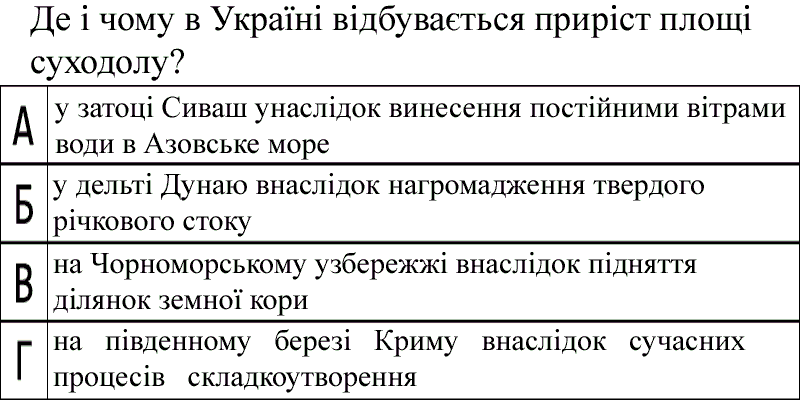 Де і чому в Україні відбувається приріст площі
суходолу?
А
у затоці Сиваш унаслідок винесення постійними вітрами
води в Азовське море
Б
у дельті Дунаю внаслідок нагромадження твердого
річкового стоку
В
на Чорноморському узбережжі внаслідок підняття
ділянок земної кори
Г
на південному березі Криму внаслідок сучасних
процесів складкоутворення